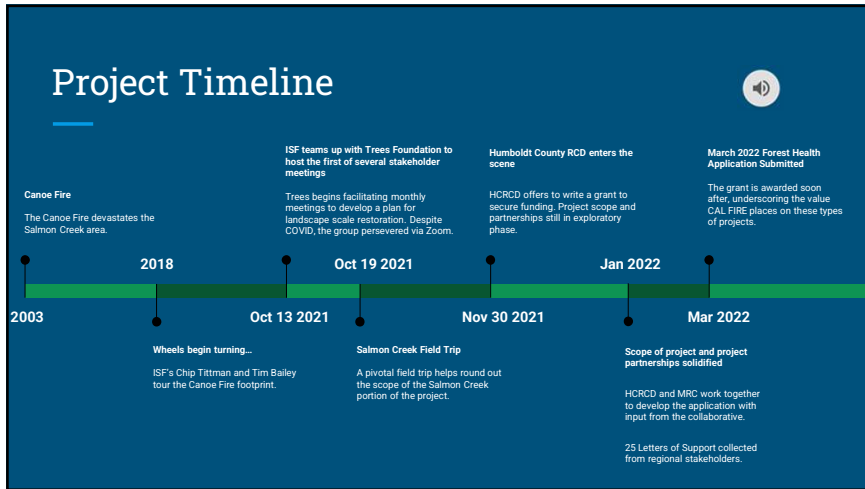 Project Timeline
Canoe Fire
The Canoe Fire devastates the
Salmon Creek area.
ISF teams up with Trees Foundation to
host the first of several stakeholder
meetings
Trees begins facilitating monthly
meetings to develop a plan for
landscape scale restoration. Despite
COVID, the group persevered via Zoom.
Humboldt County RCD enters the
scene
HCRCD offers to write a grant to
secure funding. Project scope and
partnerships still in exploratory
phase.
March 2022 Forest Health
Application Submitted
The grant is awarded soon
after, underscoring the value
CAL FIRE places on these types
of projects.
2018
Oct 19 2021
Jan 2022
2003
Oct 13 2021
Nov 30 2021
Mar 2022
Wheels begin turning…
ISF's Chip Tittman and Tim Bailey
tour the Canoe Fire footprint.
Salmon Creek Field Trip
A pivotal field trip helps round out
the scope of the Salmon Creek
portion of the project.
Scope of project and project
partnerships solidified
HCRCD and MRC work together
to develop the application with
input from the collaborative.
25 Letters of Support collected
from regional stakeholders.